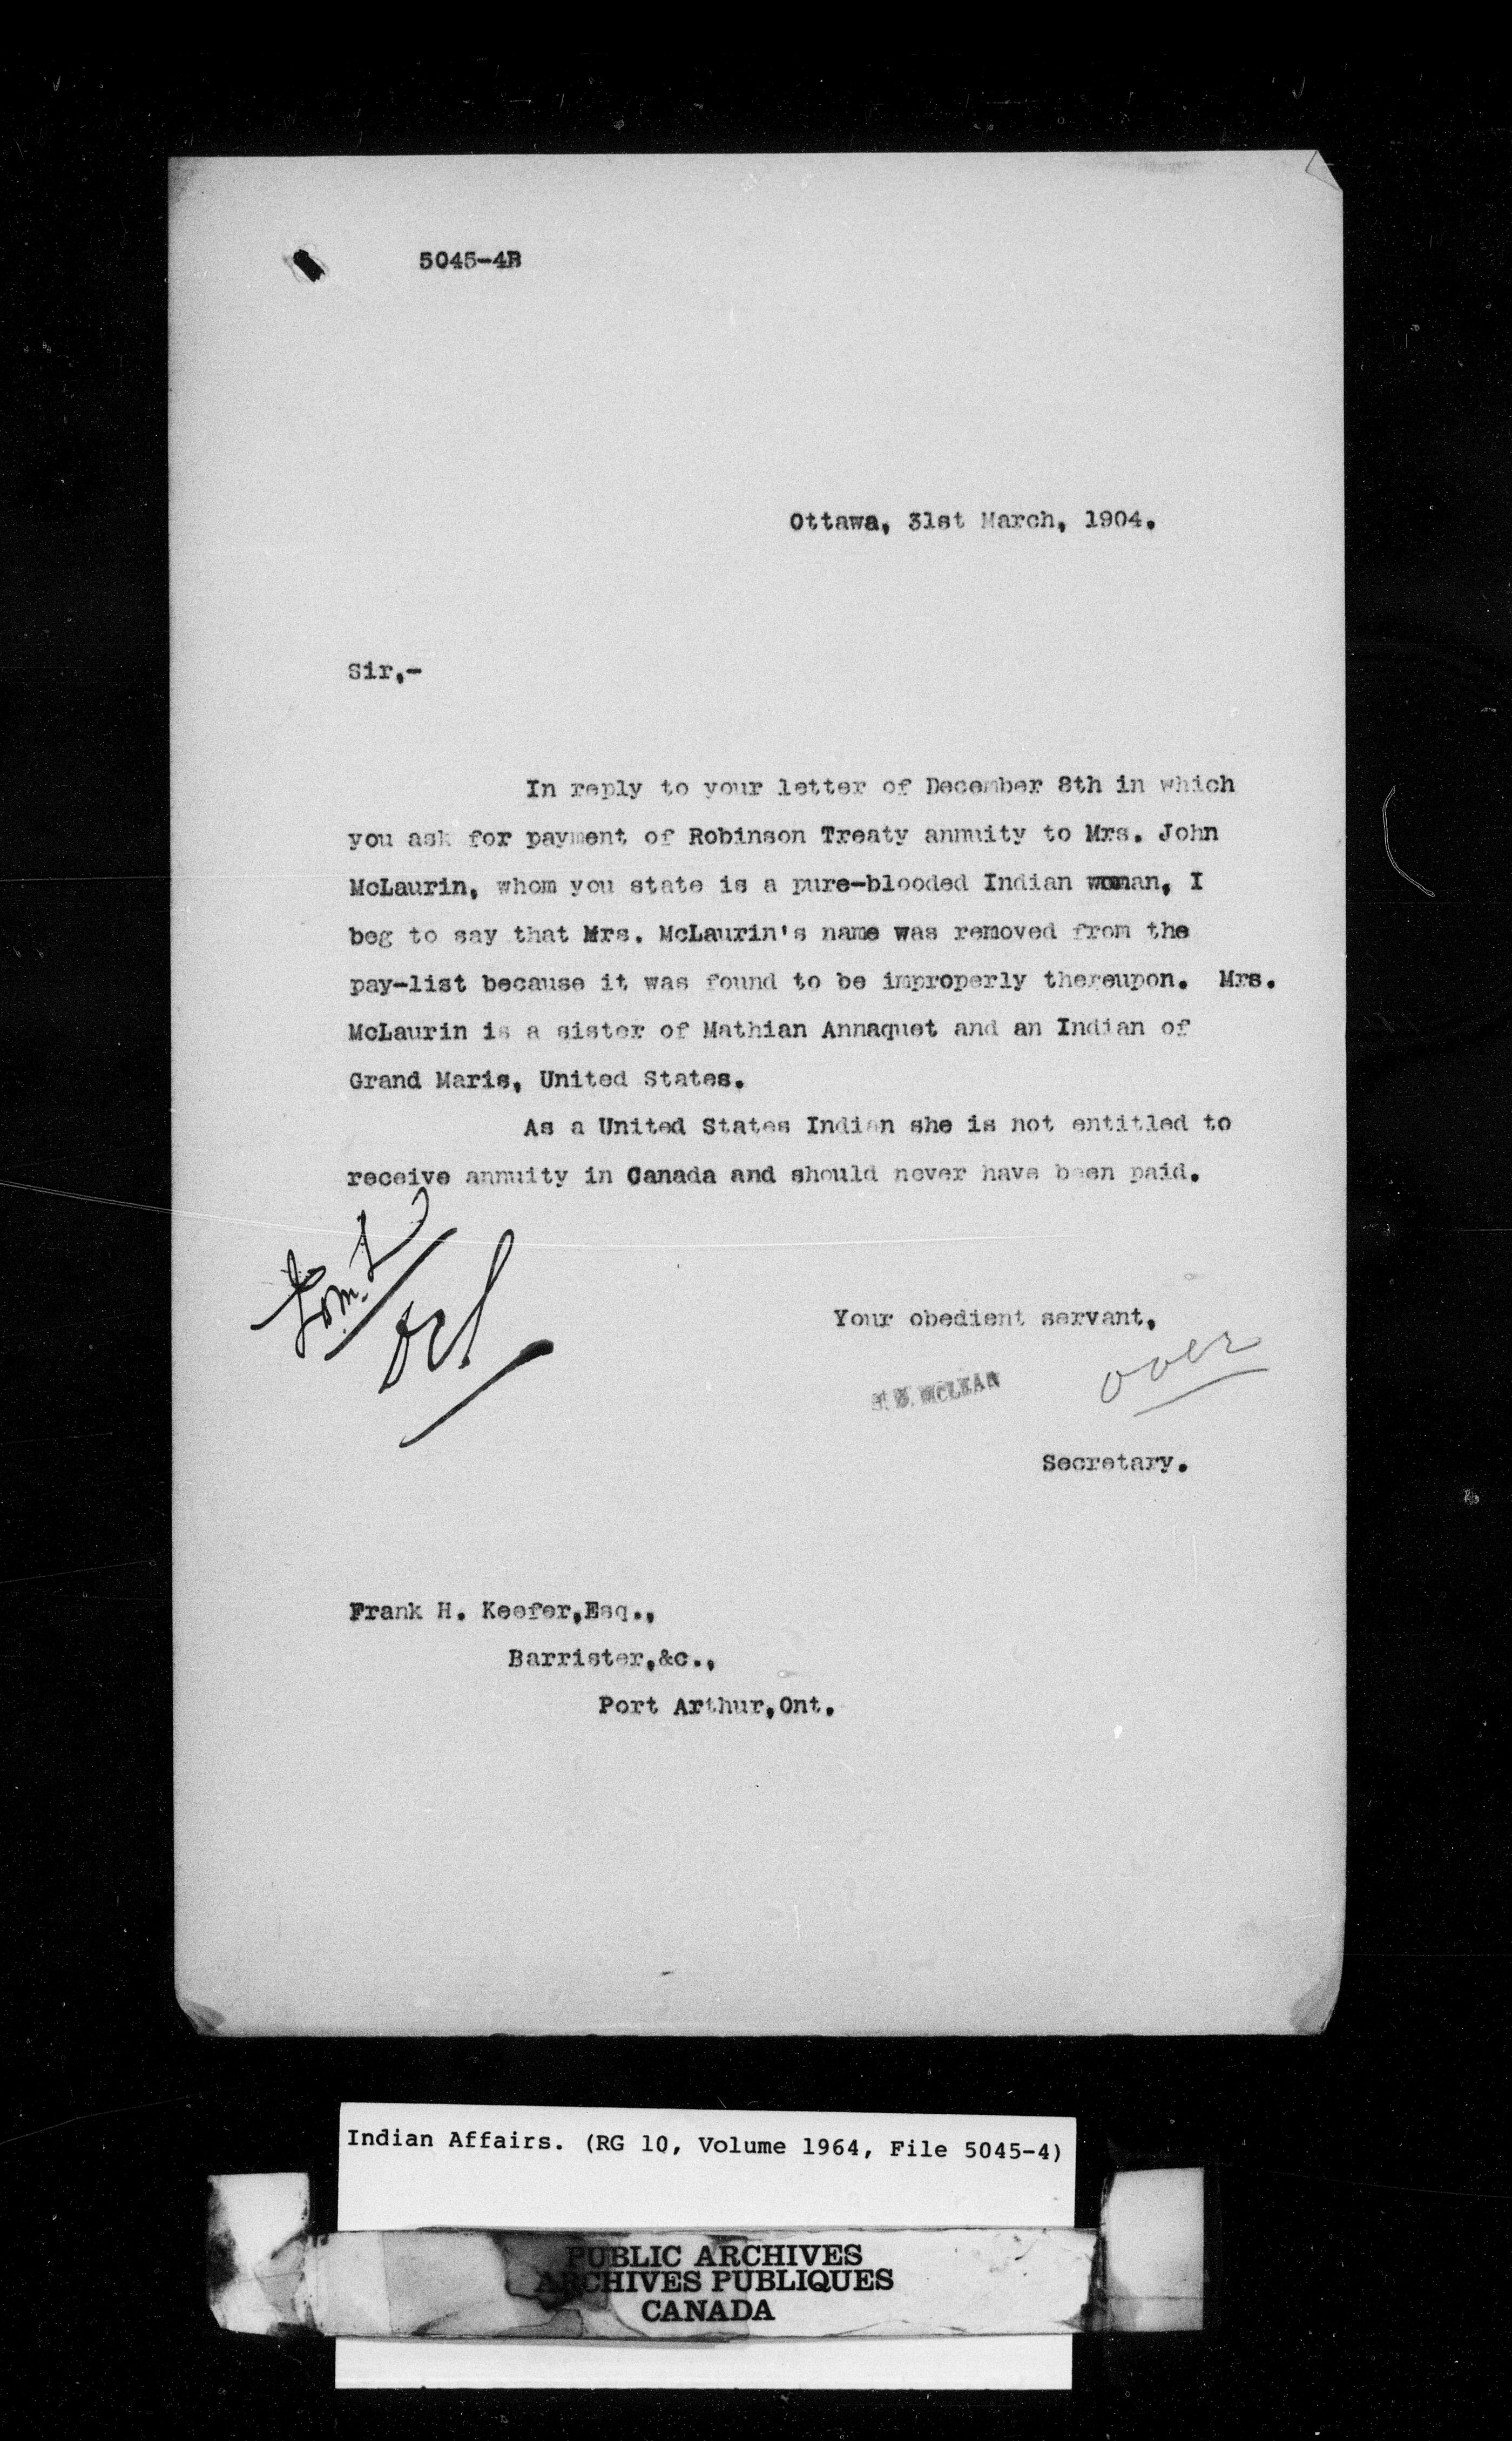 5045-4B
Ottawa, 31st March, 1904.
Sir,-
In reply to your letter of December 8th in which
you ask for payment of Robinson Treaty annuity to Mrs. John
McLaurin, whom you state is a pure-blooded Indian woman, I
beg to say that Mrs. McLaurin's name was removed from the
pay-list because it was found to be improperly thereupon. Mrs.
McLaurin is a sister of Mathian Annaquet and an Indian of
Grand Maris, United States.
As a United States Indian she is not entitled to
receive annuity in Canada and should never have been paid.
Your obedient servant,
McLEAN
over
Secretary.
Frank H. Keefer,Esq.,
Barrister,&c.,
Port Arthur,Ont.
Indian Affairs. (RG 10, Volume 1964, File 5045-4)
PUBLIC ARCHIVES
ARCHIVES PUBLIQUES
CANADA